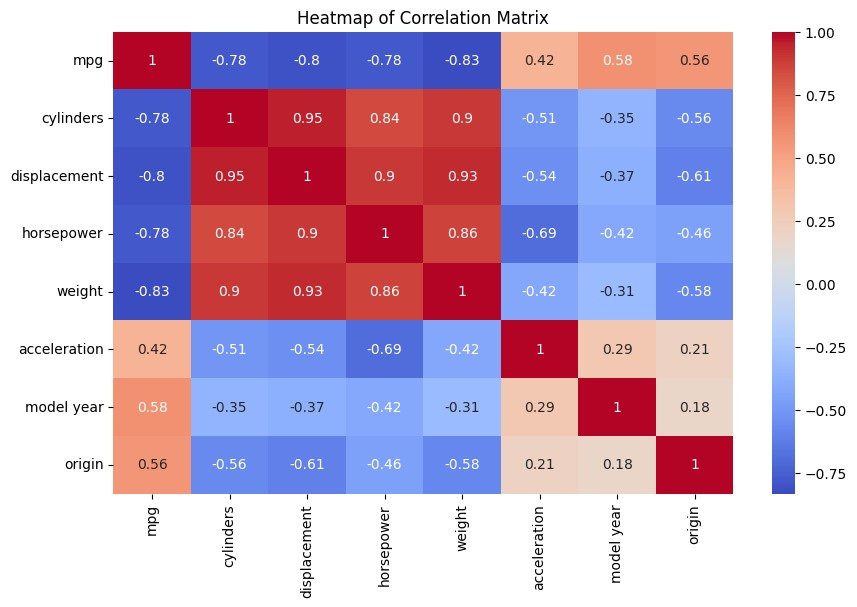 Heatmap of Correlation Matrix
mpg 1 -0.78 -0.8 -0.78 -0.83 0.42 0.58 0.56
cylinders -0.78 1 0.95 0.84 0.9 -0.51 -0.35 -0.56
displacement -0.8 0.95 1 0.9 0.93 -0.54 -0.37 -0.61
horsepower -0.78 0.84 0.9 1 0.86 -0.69 -0.42 -0.46
weight -0.83 0.9 0.93 0.86 1 -0.42 -0.31 -0.58
acceleration 0.42 -0.51 -0.54 -0.69 -0.42 1 0.29 0.21
model year 0.58 -0.35 -0.37 -0.42 -0.31 0.29 1 0.18
origin 0.56 -0.56 -0.61 -0.46 -0.58 0.21 0.18 1
mpg cylinders displacement horsepower weight acceleration model year origin
1.00
0.75
0.50
0.25
0.00
-0.25
-0.50
-0.75